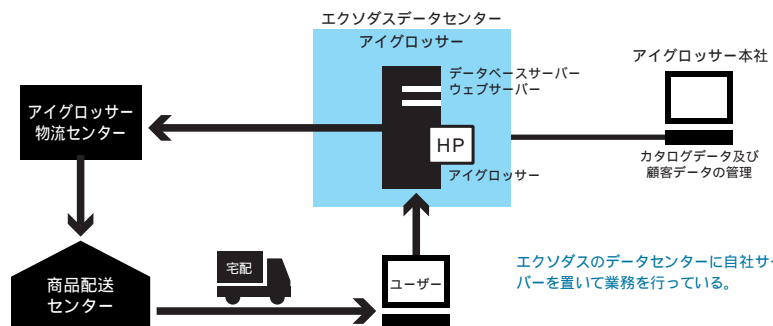 エクソダスデータセンター
アイグロッサー
データベースサーバー
ウェブサーバー
HP
アイグロッサー
アイグロッサー本社
カタログデータ及び
顧客データの管理
アイグロッサー
物流センター
商品配送
センター
宅配
ユーザー
エクソダスのデータセンターに自社サー
バーを置いて業務を行っている。